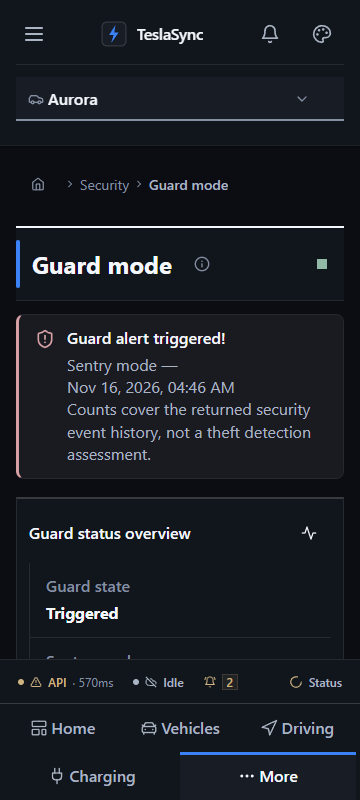 TeslaSync
Aurora
Security
Guard mode
Guard mode
Guard alert triggered!
Sentry mode —
Nov 16, 2026, 04:46 AM
Counts cover the returned security
event history, not a theft detection
assessment.
Guard status overview
Guard state
Triggered
API · 570ms
Idle
2
Status
Home
Vehicles
Driving
Charging
More